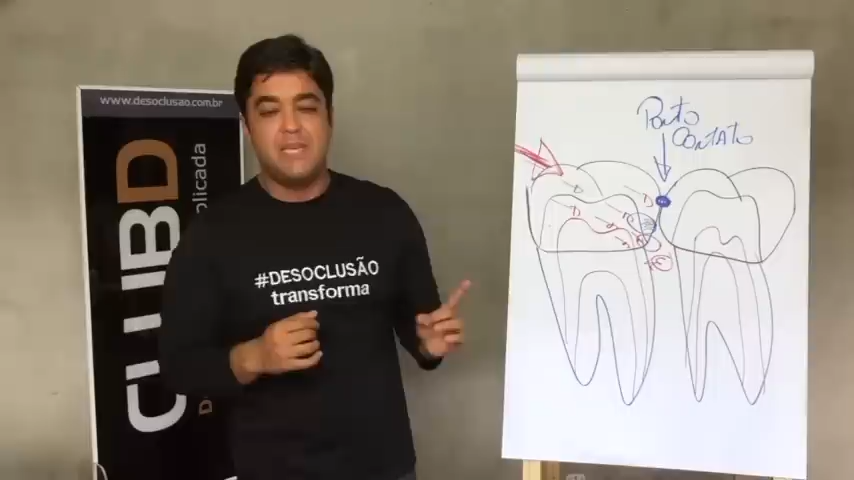 www.desoclusao.com.br
CLUBD
plicada
#DESOCLUSÃO
transforma
Ponto
Contato